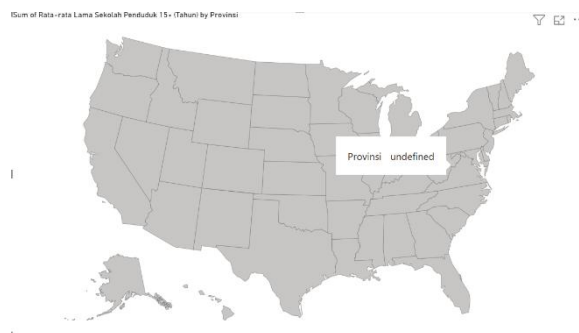 Sum of Rata-rata Lama Sekolah Penduduk 15+ (Tahun) by Provinsi
Provinsi undefined